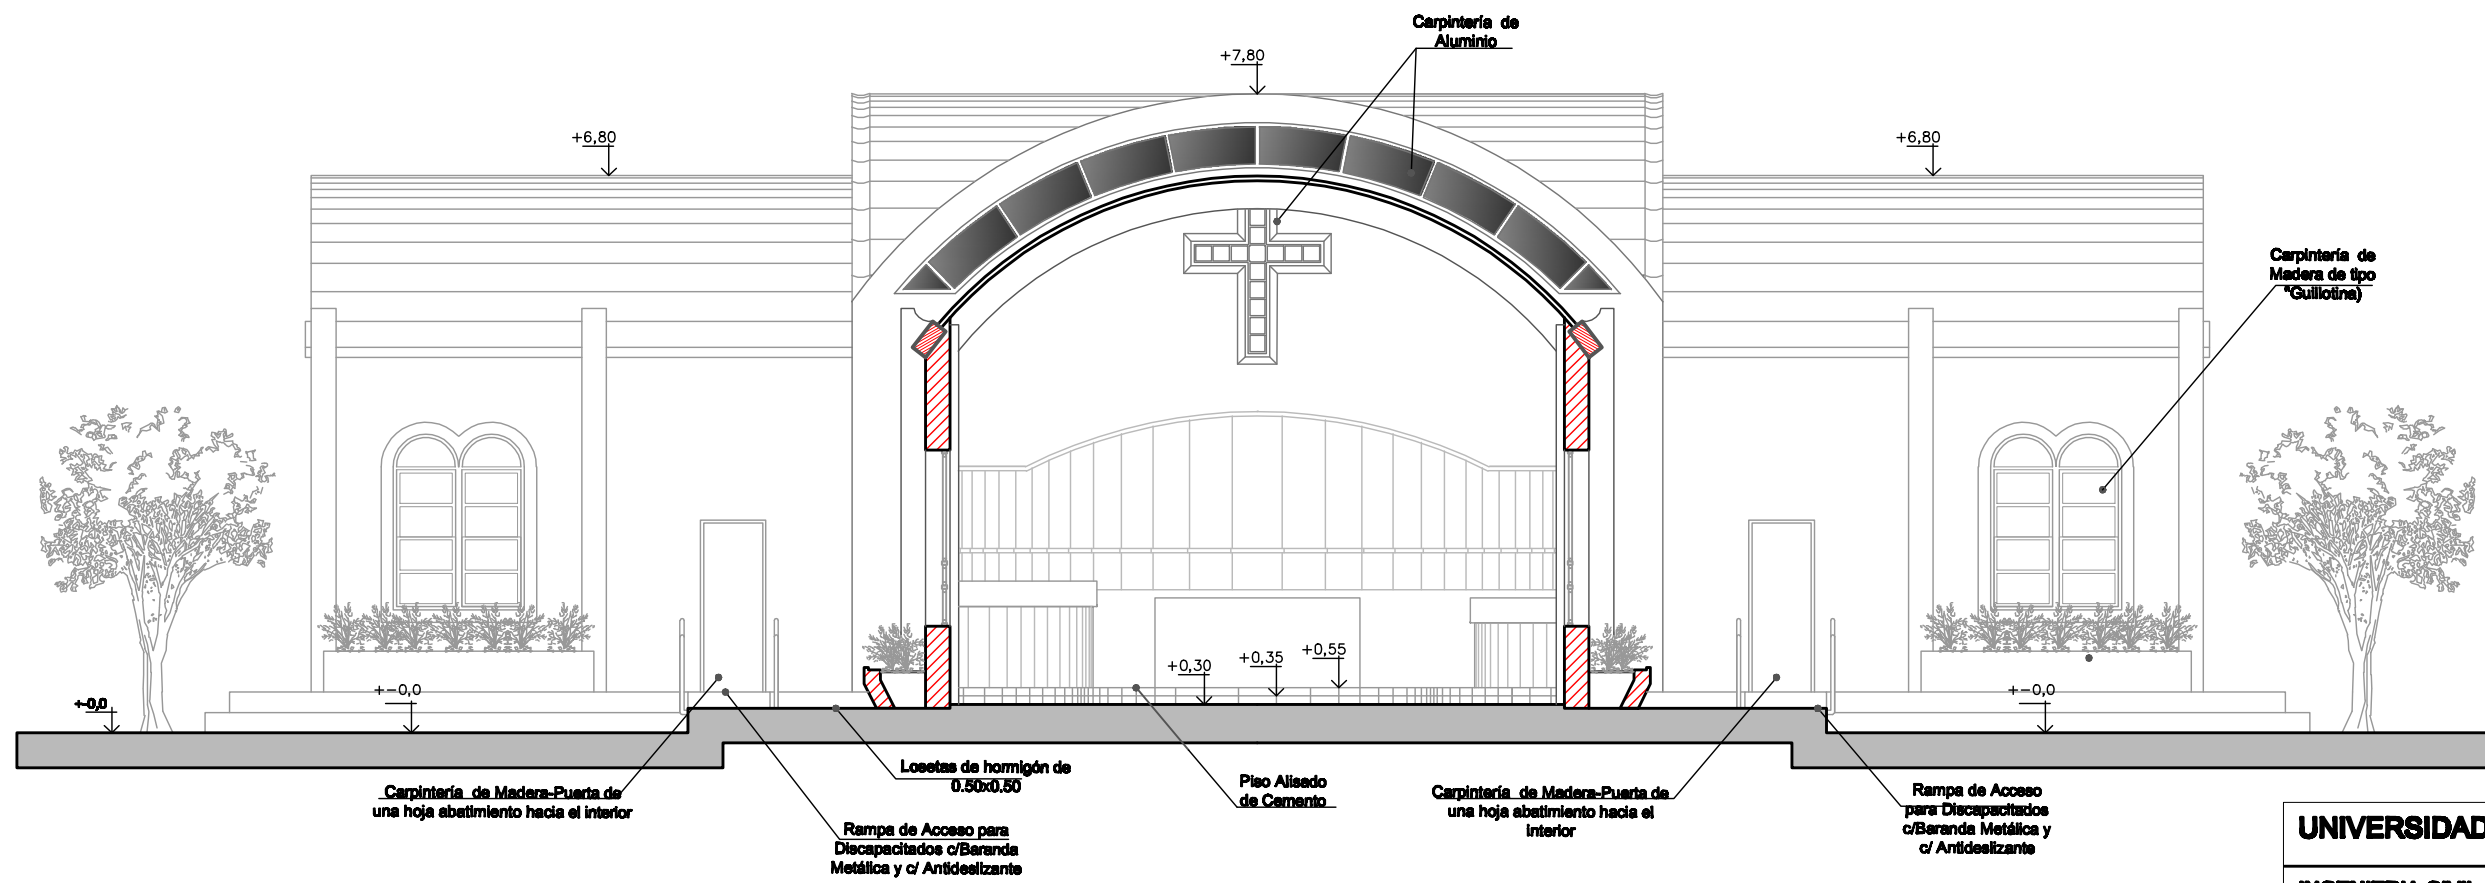 Carpintería de
Aluminio
+7,80
+6,80
+6,80
Carpintería de
Madera de tipo
"Guillotina)
+0,30
+0,35
+0,55
+-0,0
+-0,0
+-0,0
Carpintería de Madera-Puerta de
una hoja abatimiento hacia el interior
Losetas de hormigón de
0.50x0.50
Rampa de Acceso para
Discapacitados c/Baranda
Metálica y c/ Antideslizante
Piso Alisado
de Cemento
Carpintería de Madera-Puerta de
una hoja abatimiento hacia el
interior
Rampa de Acceso
para Discapacitados
c/Baranda Metálica y
c/ Antideslizante
UNIVERSIDAD